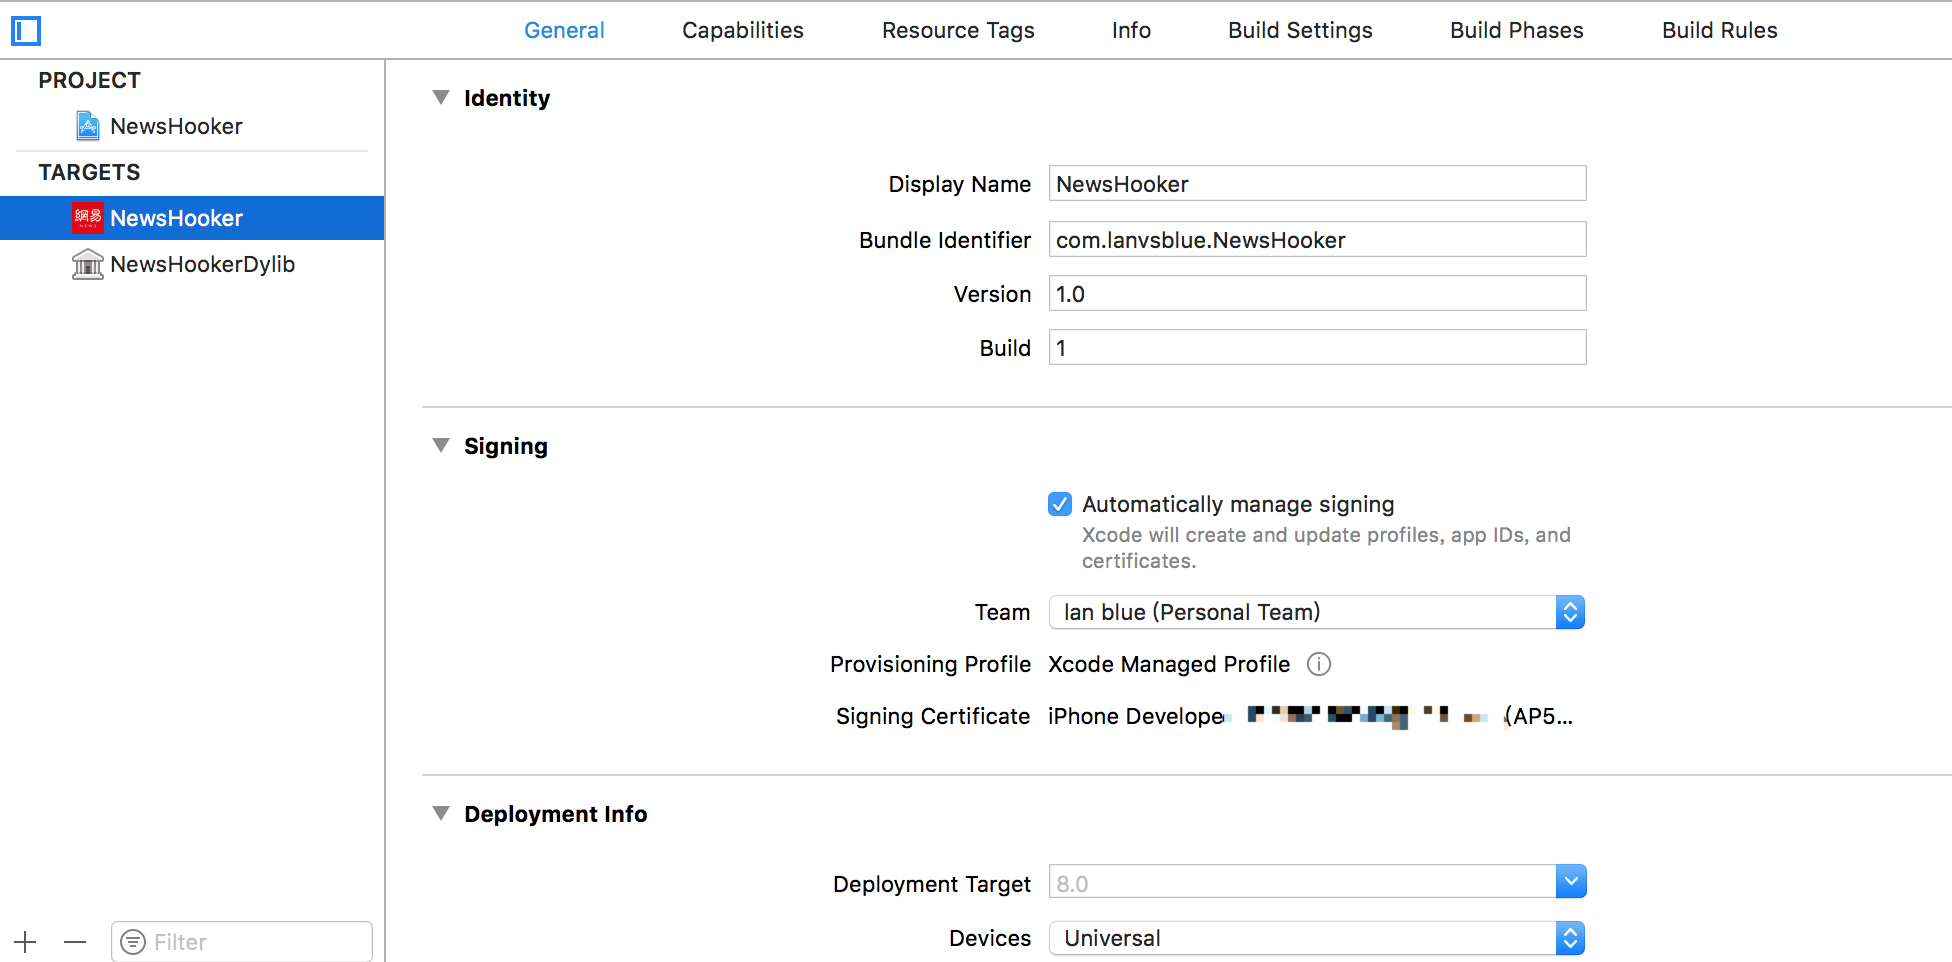 General Capabilities Resource Tags Info Build Settings Build Phases Build Rules
PROJECT
NewsHooker
TARGETS
網易 NewsHooker
NEWS
NewsHookerDylib
Filter
Identity
Display Name NewsHooker
Bundle Identifier com.lanvsblue.NewsHooker
Version 1.0
Build 1
Signing
Automatically manage signing
Xcode will create and update profiles, app IDs, and
certificates.
Team lan blue (Personal Team)
Provisioning Profile Xcode Managed Profile
Signing Certificate iPhone Develope (AP5...
Deployment Info
Deployment Target 8.0
Devices Universal